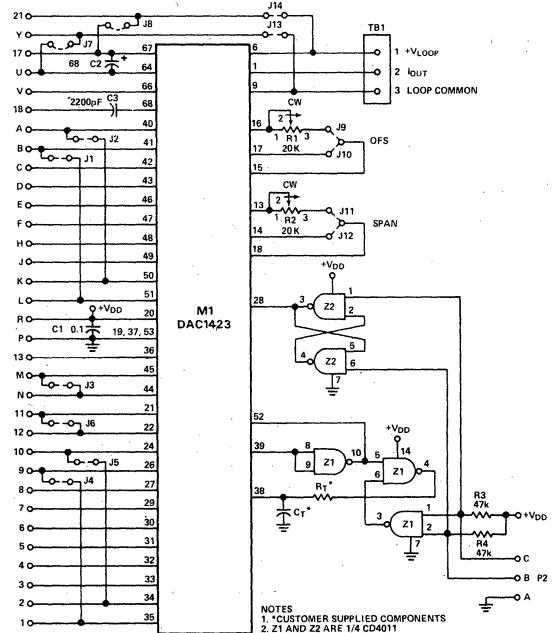 21 J14
Y J8 J13 TB1
17 J7 67 6 1 +VLOOP
68 C2 +
U 64 1 2 IOUT
V 66 9 3 LOOP COMMON
2200pF C3
18 68 CW
A 40 16 2 J9
J2 1 R1 3 OFS
B 41 17 20K J10
J1
C 42 15
D 43
E 46 CW
F 47 13 2 J11
1 R2 3 SPAN
H 48 14 20K J12
J 49 18
K 50 +VDD
L 51
+VDD M1 28 3 Z2 1
R 20 DAC1423 2
C1 0.1
P 19, 37, 53 4 Z2 5
13 36 6
M 45 7
J3
N 44 52
11 21 +VDD
J6 39 8 14
12 22 Z1 10 5
10 24 9 Z1 4
J5 6
9 26 38 RT*
J4
8 27 CT* R3
7 29 3 Z1 1 47k +VDD
6 30 2
7 R4
5 31 47k
4 32 C
3 33 B P2
2 34 A
1 35
NOTES
1. *CUSTOMER SUPPLIED COMPONENTS
2. Z1 AND Z2 ARE 1/4 CD4011